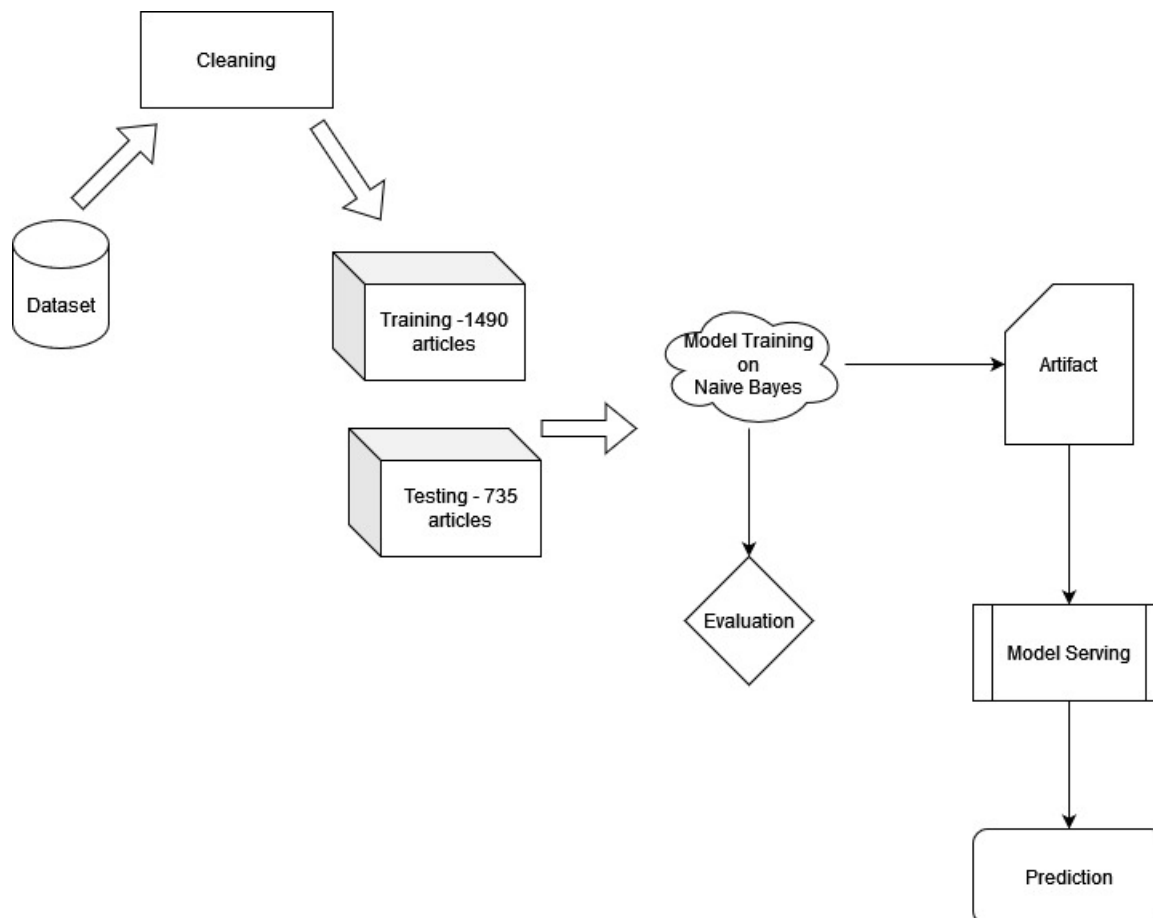 Cleaning
Dataset
Training -1490
articles
Model Training
on
Naive Bayes
Artifact
Testing - 735
articles
Evaluation
Model Serving
Prediction